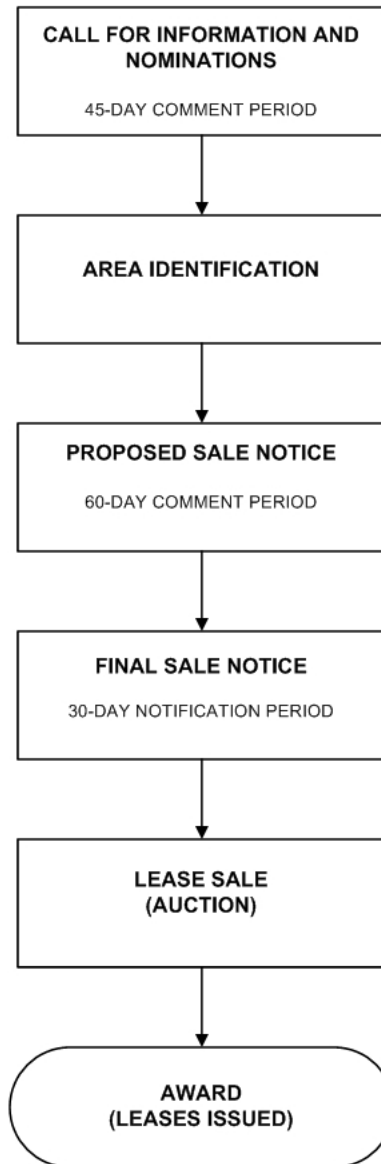 CALL FOR INFORMATION AND
NOMINATIONS
45-DAY COMMENT PERIOD
AREA IDENTIFICATION
PROPOSED SALE NOTICE
60-DAY COMMENT PERIOD
FINAL SALE NOTICE
30-DAY NOTIFICATION PERIOD
LEASE SALE
(AUCTION)
AWARD
(LEASES ISSUED)